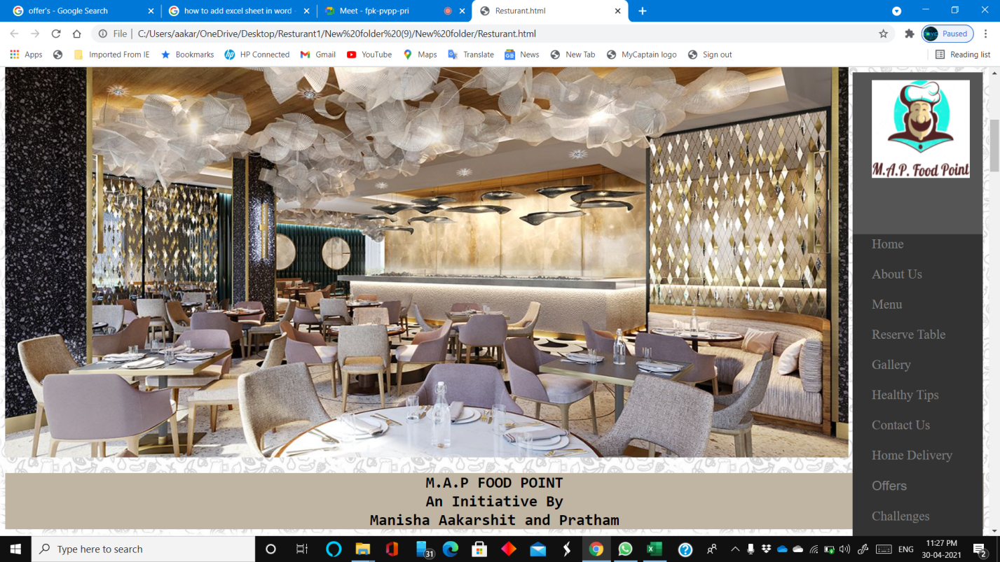 offer's - Google Search
how to add excel sheet in word -
Meet - fpk-pvpp-pri
Resturant.html
File
C:/Users/aakar/OneDrive/Desktop/Resturant1/New%20folder%20(9)/New%20folder/Resturant.html
Paused
Apps
Imported From IE
Bookmarks
hp
HP Connected
Gmail
YouTube
Maps
Translate
News
New Tab
MyCaptain logo
Sign out
Reading list
M.A.P. Food Point
Home
About Us
Menu
Reserve Table
Gallery
Healthy Tips
Contact Us
Home Delivery
Offers
Challenges
M.A.P FOOD POINT
An Initiative By
Manisha Aakarshit and Pratham
Type here to search
31
ENG
11:27 PM
30-04-2021
2